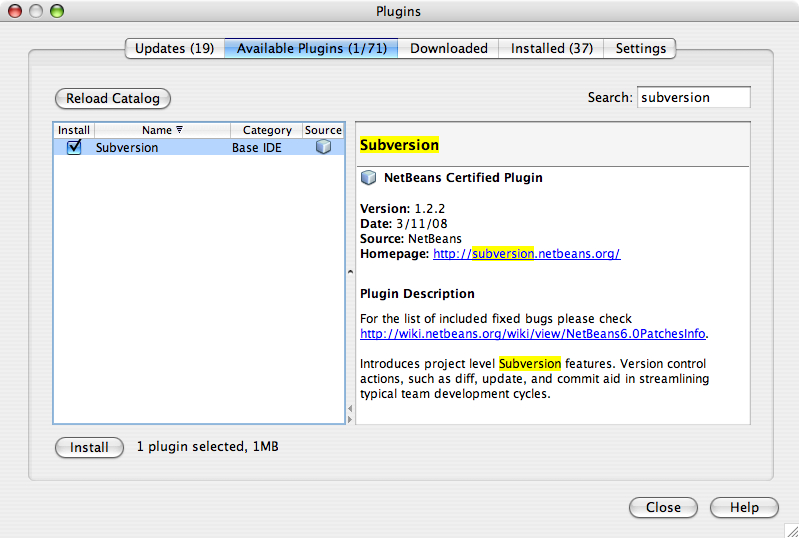 Plugins
Updates (19)
Available Plugins (1/71)
Downloaded
Installed (37)
Settings
Reload Catalog
Search: subversion
Install Name Category Source
Subversion Base IDE
Subversion
NetBeans Certified Plugin
Version: 1.2.2
Date: 3/11/08
Source: NetBeans
Homepage: http://subversion.netbeans.org/
Plugin Description
For the list of included fixed bugs please check
http://wiki.netbeans.org/wiki/view/NetBeans6.0PatchesInfo.
Introduces project level Subversion features. Version control
actions, such as diff, update, and commit aid in streamlining
typical team development cycles.
Install
1 plugin selected, 1MB
Close
Help